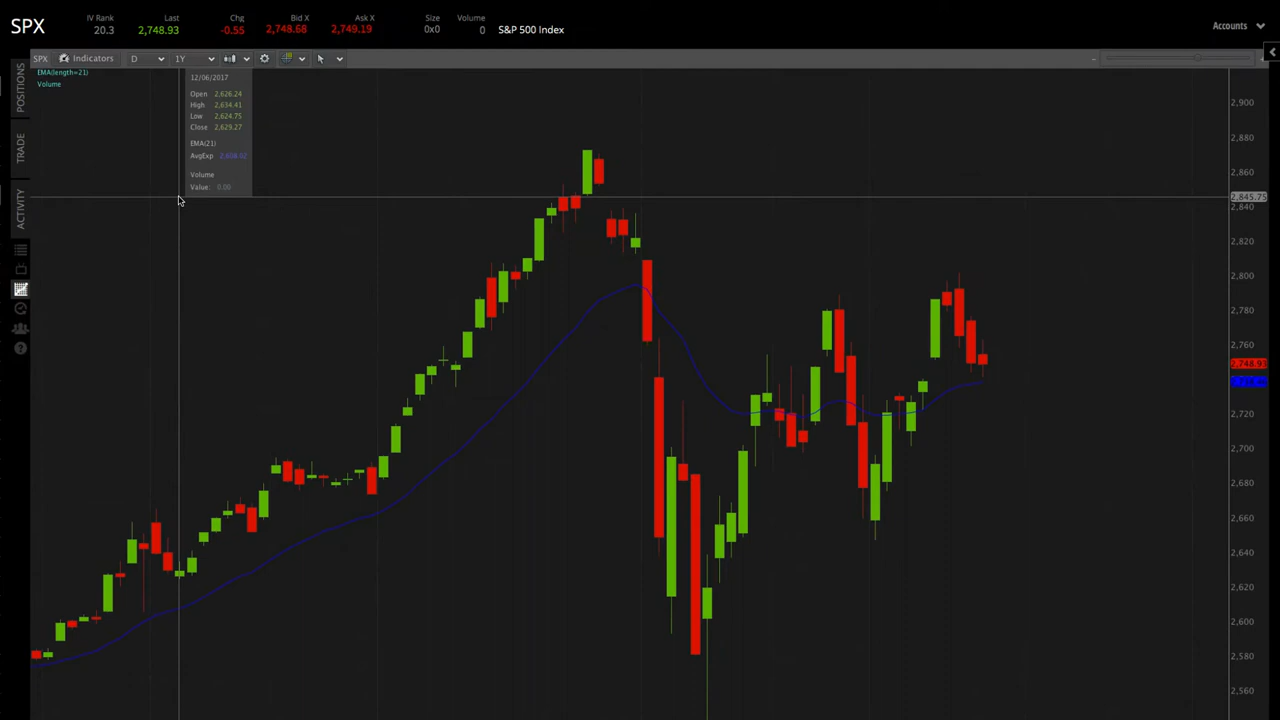 SPX
IV Rank
20.3
Last
2,748.93
Chg
-0.55
Bid X
2,748.68
Ask X
2,749.19
Size
0x0
Volume
0
S&P 500 Index
Accounts
POSITIONS
TRADE
ACTIVITY
SPX
Indicators
D
1Y
EMA(length=21)
Volume
12/06/2017
Open 2,626.24
High 2,634.41
Low 2,624.75
Close 2,629.27
EMA(21)
AvgExp
Volume
Value: 0.00
2,900
2,880
2,860
2,845.75
2,840
2,820
2,800
2,780
2,760
2,748.93
2,720
2,700
2,680
2,660
2,640
2,620
2,600
2,580
2,560